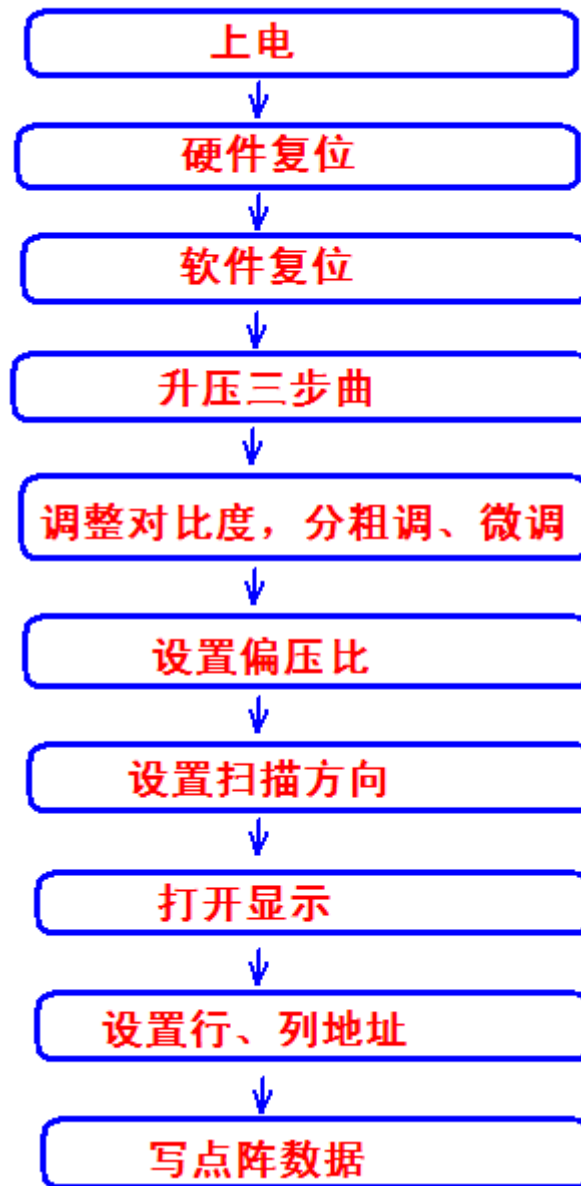 上电
硬件复位
软件复位
升压三步曲
调整对比度，分粗调、微调
设置偏压比
设置扫描方向
打开显示
设置行、列地址
写点阵数据